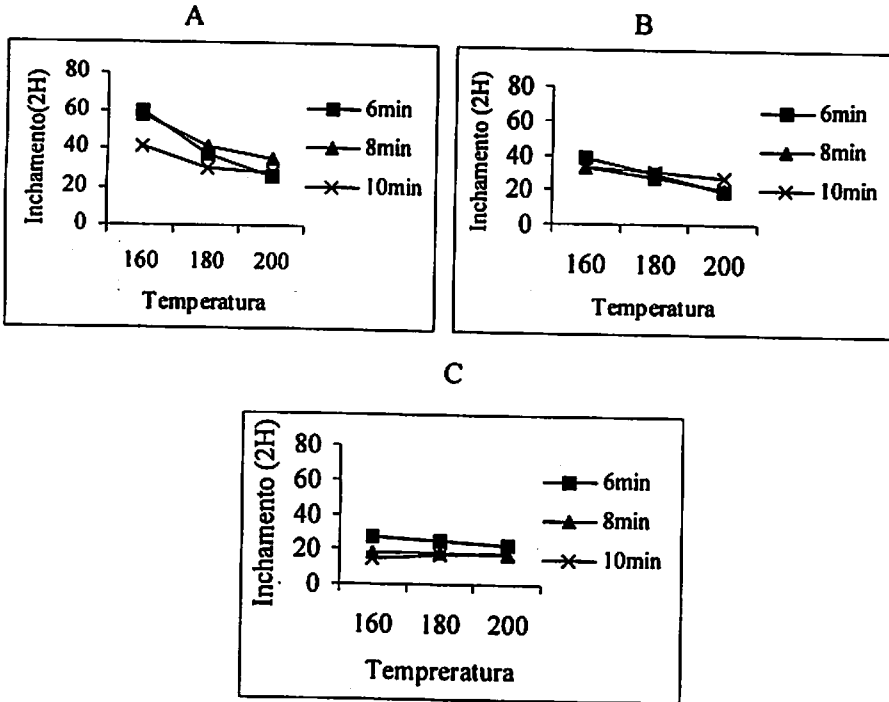 A
Inchamento(2H)
80
60
40
20
0
160 180 200
Temperatura
6min
8min
10min
B
Inchamento (2H)
80
60
40
20
0
160 180 200
Temperatura
6min
8min
10min
C
Inchamento (2H)
80
60
40
20
0
160 180 200
Tempreratura
6min
8min
10min